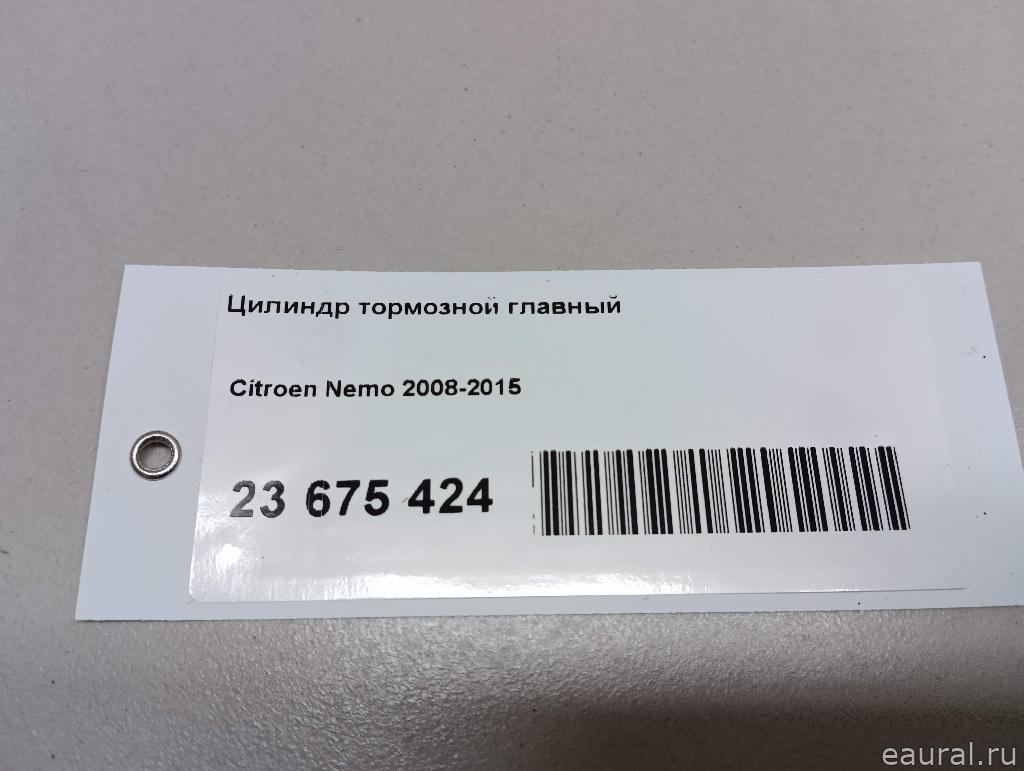 Цилиндр тормозной главный
Citroen Nemo 2008-2015
23 675 424
eaural.ru